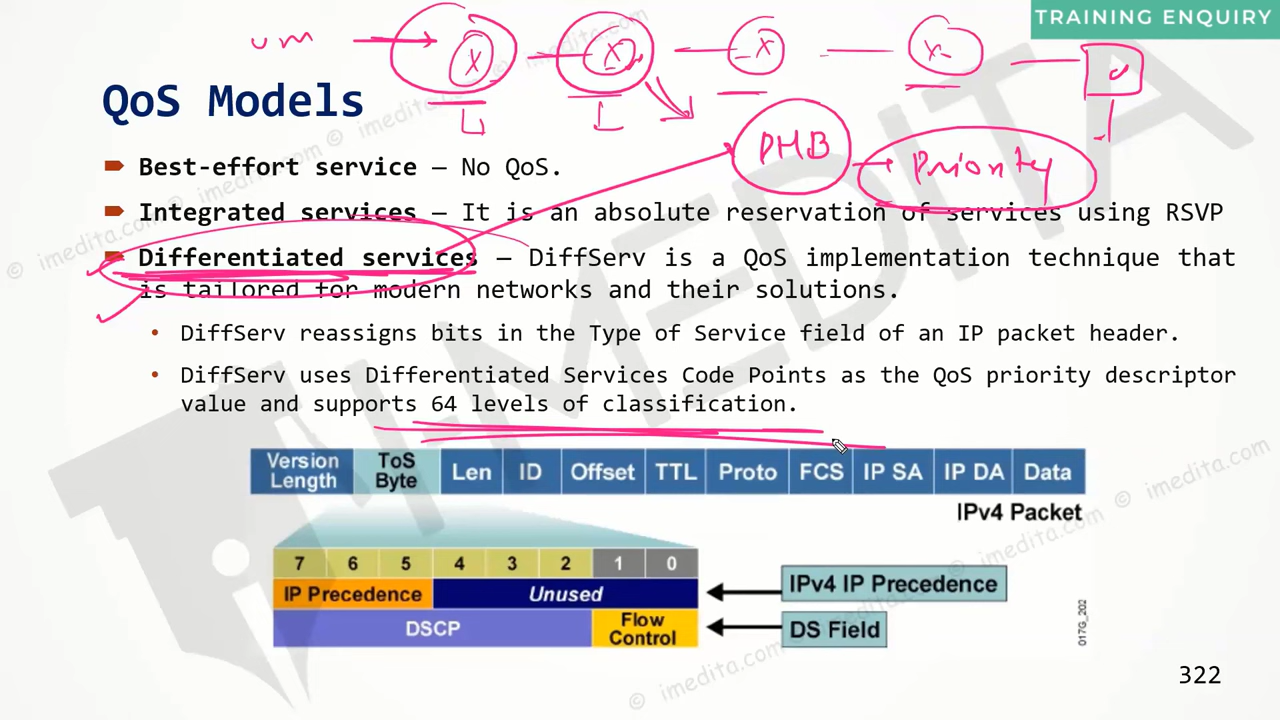 TRAINING ENQUIRY
QoS Models
PHB
Priority
Best-effort service — No QoS.
Integrated services — It is an absolute reservation of services using RSVP
Differentiated services — DiffServ is a QoS implementation technique that
is tailored for modern networks and their solutions.
• DiffServ reassigns bits in the Type of Service field of an IP packet header.
• DiffServ uses Differentiated Services Code Points as the QoS priority descriptor
value and supports 64 levels of classification.
Version Length ToS Byte Len ID Offset TTL Proto FCS IP SA IP DA Data
IPv4 Packet
7 6 5 4 3 2 1 0
IP Precedence Unused IPv4 IP Precedence
DSCP Flow Control DS Field
017G_202
322
I-MEDITA
© imedita.com